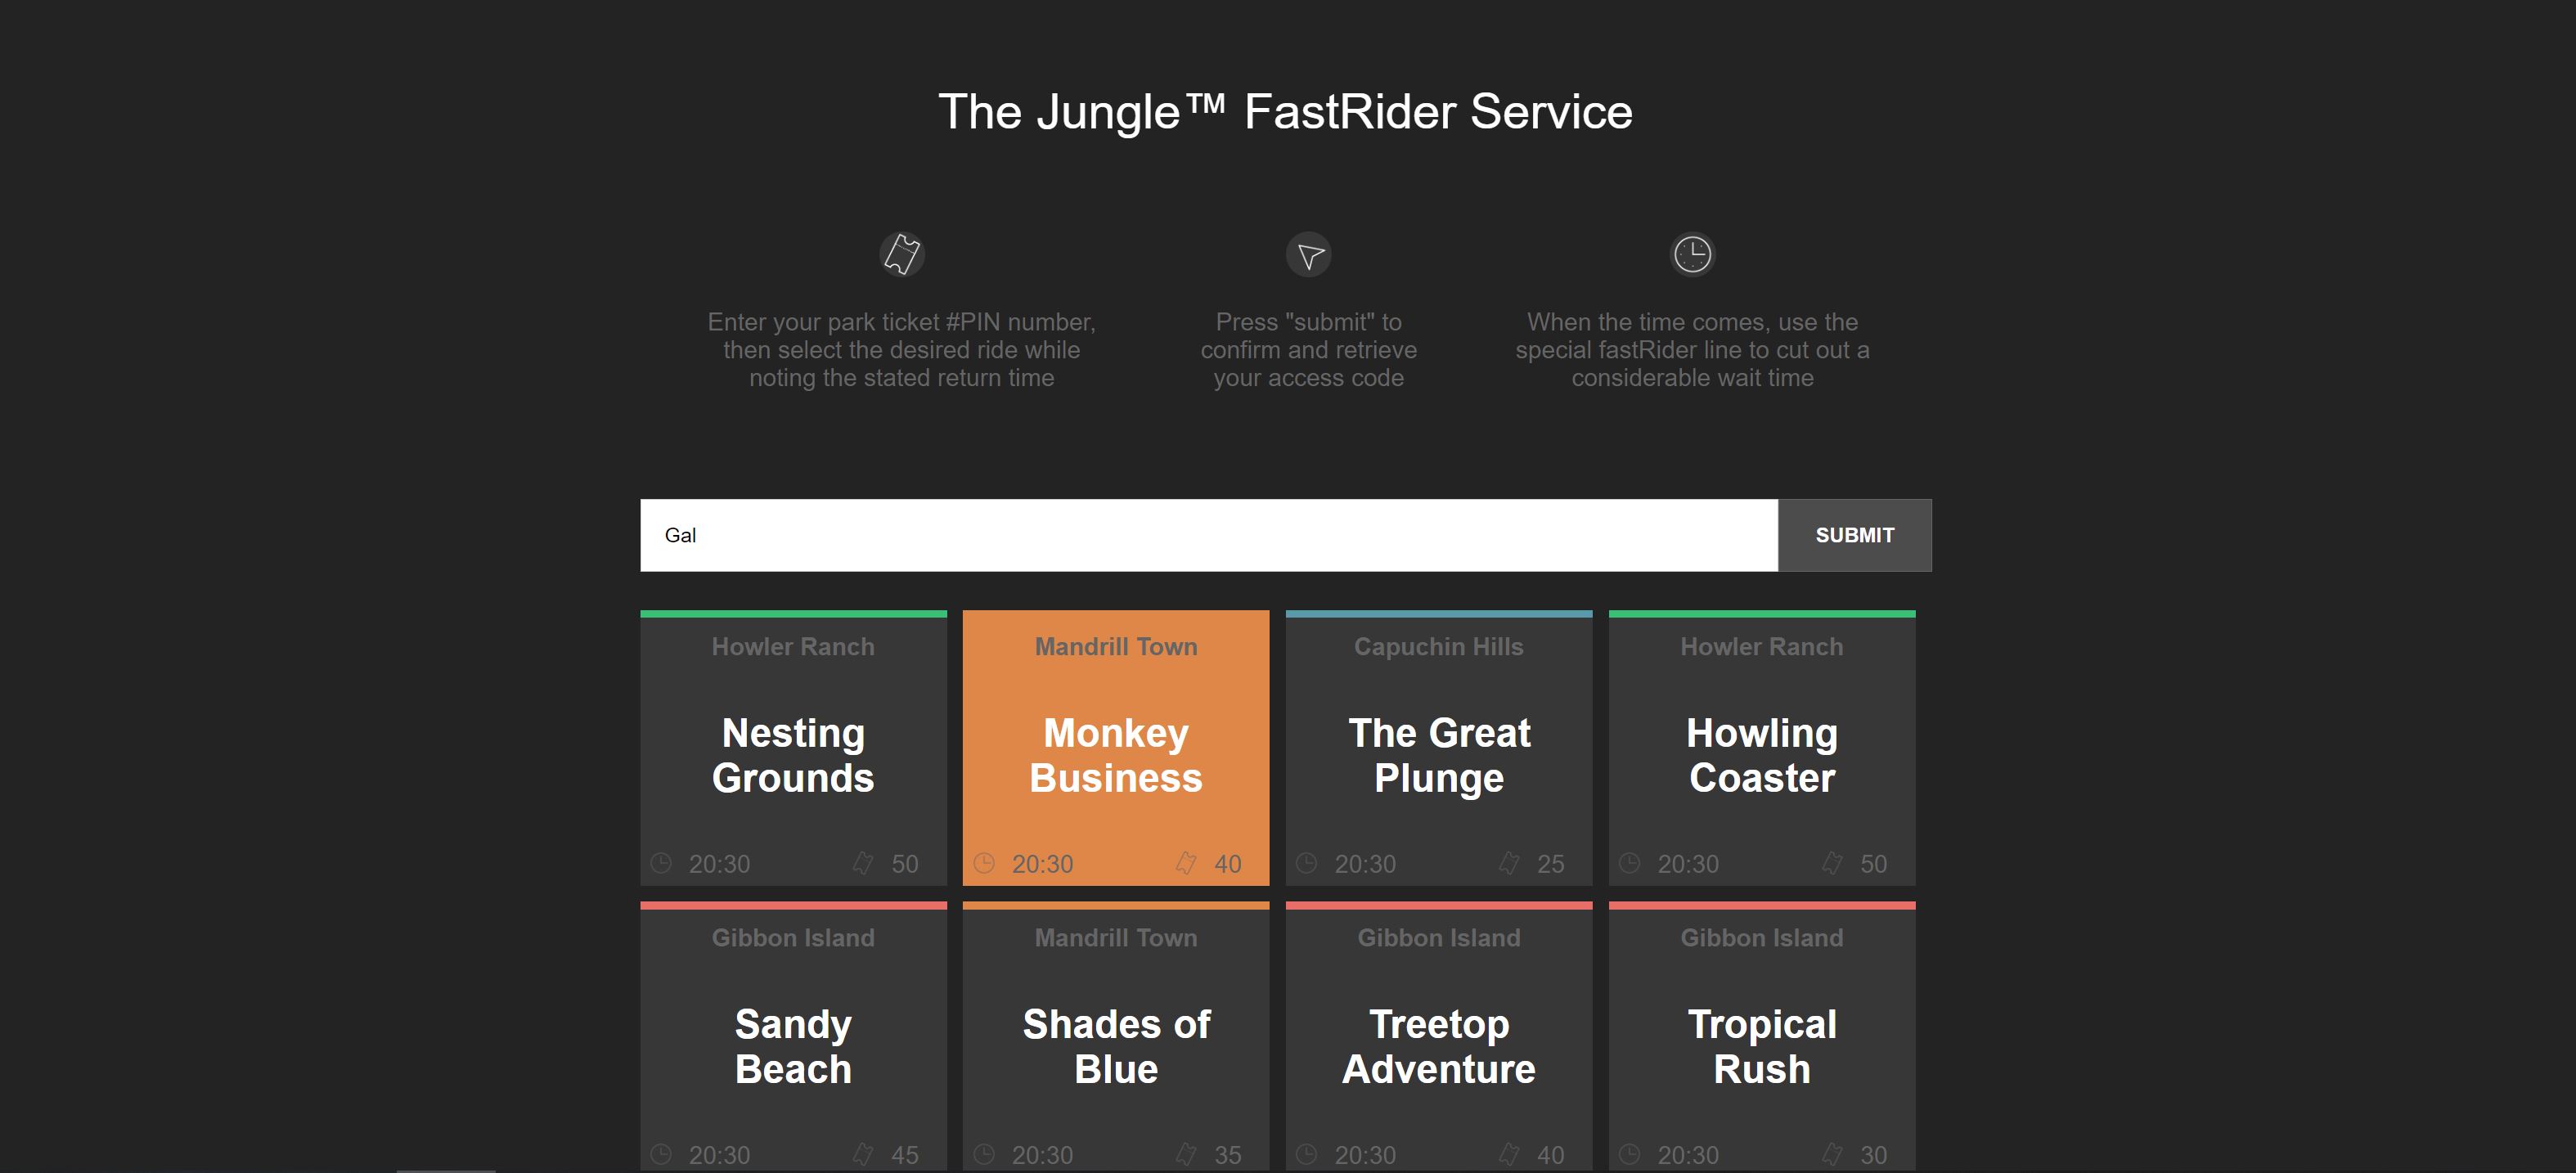 The Jungle™ FastRider Service
Enter your park ticket #PIN number,
then select the desired ride while
noting the stated return time
Press "submit" to
confirm and retrieve
your access code
When the time comes, use the
special fastRider line to cut out a
considerable wait time
Gal
SUBMIT
Howler Ranch
Nesting
Grounds
20:30 50
Mandrill Town
Monkey
Business
20:30 40
Capuchin Hills
The Great
Plunge
20:30 25
Howler Ranch
Howling
Coaster
20:30 50
Gibbon Island
Sandy
Beach
20:30 45
Mandrill Town
Shades of
Blue
20:30 35
Gibbon Island
Treetop
Adventure
20:30 40
Gibbon Island
Tropical
Rush
20:30 30